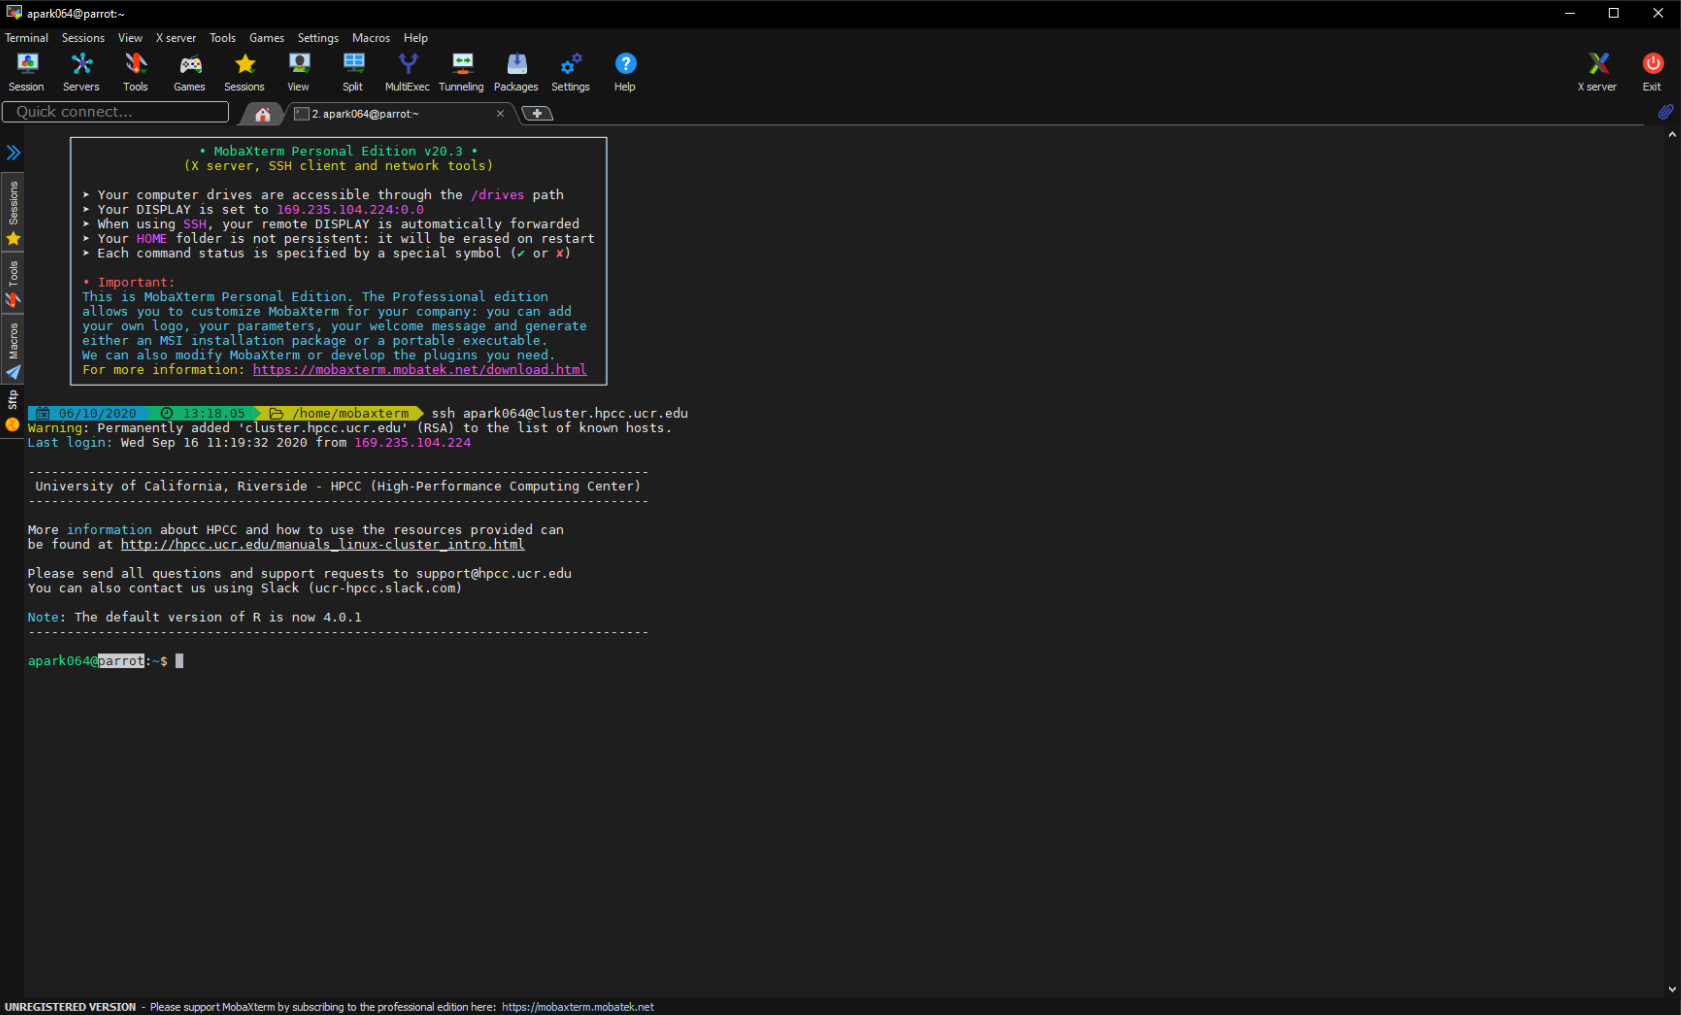 apark064@parrot:~
Terminal Sessions View X server Tools Games Settings Macros Help
Session Servers Tools Games Sessions View Split MultiExec Tunneling Packages Settings Help X server Exit
Quick connect...
2. apark064@parrot:~
• MobaXterm Personal Edition v20.3 •
(X server, SSH client and network tools)
➤ Your computer drives are accessible through the /drives path
➤ Your DISPLAY is set to 169.235.104.224:0.0
➤ When using SSH, your remote DISPLAY is automatically forwarded
➤ Your HOME folder is not persistent: it will be erased on restart
➤ Each command status is specified by a special symbol (✔ or ✘)
• Important:
This is MobaXterm Personal Edition. The Professional edition
allows you to customize MobaXterm for your company: you can add
your own logo, your parameters, your welcome message and generate
either an MSI installation package or a portable executable.
We can also modify MobaXterm or develop the plugins you need.
For more information: https://mobaxterm.mobatek.net/download.html
Sessions
Tools
Macros
Sftp
06/10/2020 13:18.05 /home/mobaxterm ssh apark064@cluster.hpcc.ucr.edu
Warning: Permanently added 'cluster.hpcc.ucr.edu' (RSA) to the list of known hosts.
Last login: Wed Sep 16 11:19:32 2020 from 169.235.104.224
--------------------------------------------------------------------------------
University of California, Riverside - HPCC (High-Performance Computing Center)
--------------------------------------------------------------------------------
More information about HPCC and how to use the resources provided can
be found at http://hpcc.ucr.edu/manuals_linux-cluster_intro.html
Please send all questions and support requests to support@hpcc.ucr.edu
You can also contact us using Slack (ucr-hpcc.slack.com)
Note: The default version of R is now 4.0.1
--------------------------------------------------------------------------------
apark064@parrot:~$
UNREGISTERED VERSION - Please support MobaXterm by subscribing to the professional edition here: https://mobaxterm.mobatek.net